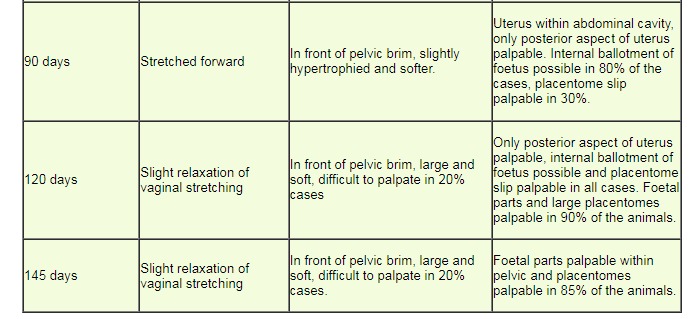 90 days
Stretched forward
In front of pelvic brim, slightly
hypertrophied and softer.
Uterus within abdominal cavity,
only posterior aspect of uterus
palpable. Internal ballotment of
foetus possible in 80% of the
cases, placentome slip
palpable in 30%.
120 days
Slight relaxation of
vaginal stretching
In front of pelvic brim, large and
soft, difficult to palpate in 20%
cases
Only posterior aspect of uterus
palpable, internal ballotment of
foetus possible and placentome
slip palpable in all cases. Foetal
parts and large placentomes
palpable in 90% of the animals.
145 days
Slight relaxation of
vaginal stretching
In front of pelvic brim, large and
soft, difficult to palpate in 20%
cases.
Foetal parts palpable within
pelvic and placentomes
palpable in 85% of the animals.